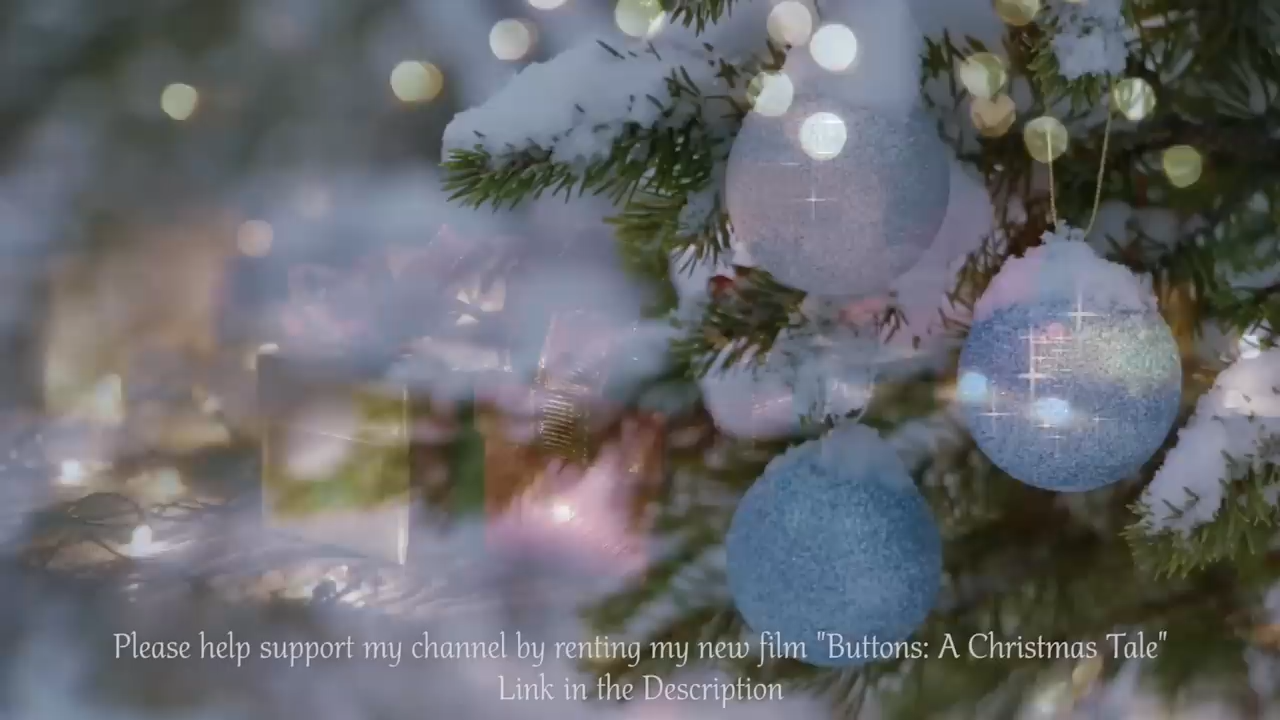 Please help support my channel by renting my new film "Buttons: A Christmas Tale"
Link in the Description